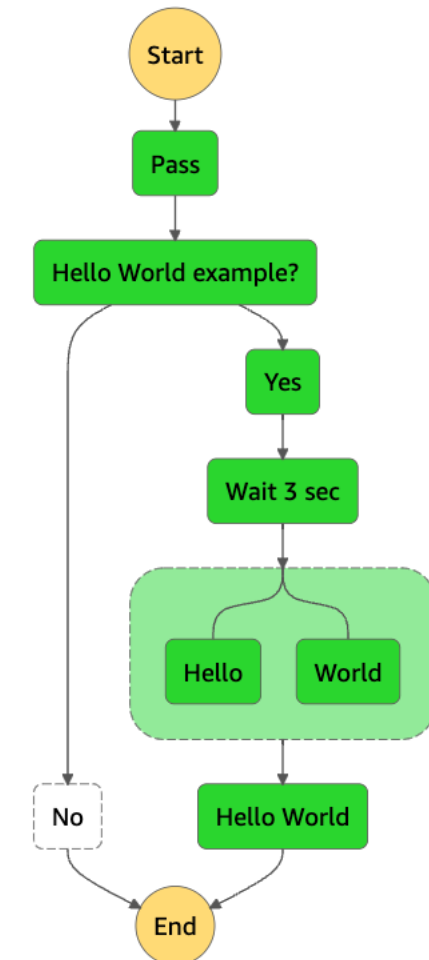 Start
Pass
Hello World example?
Yes
Wait 3 sec
Hello
World
No
Hello World
End